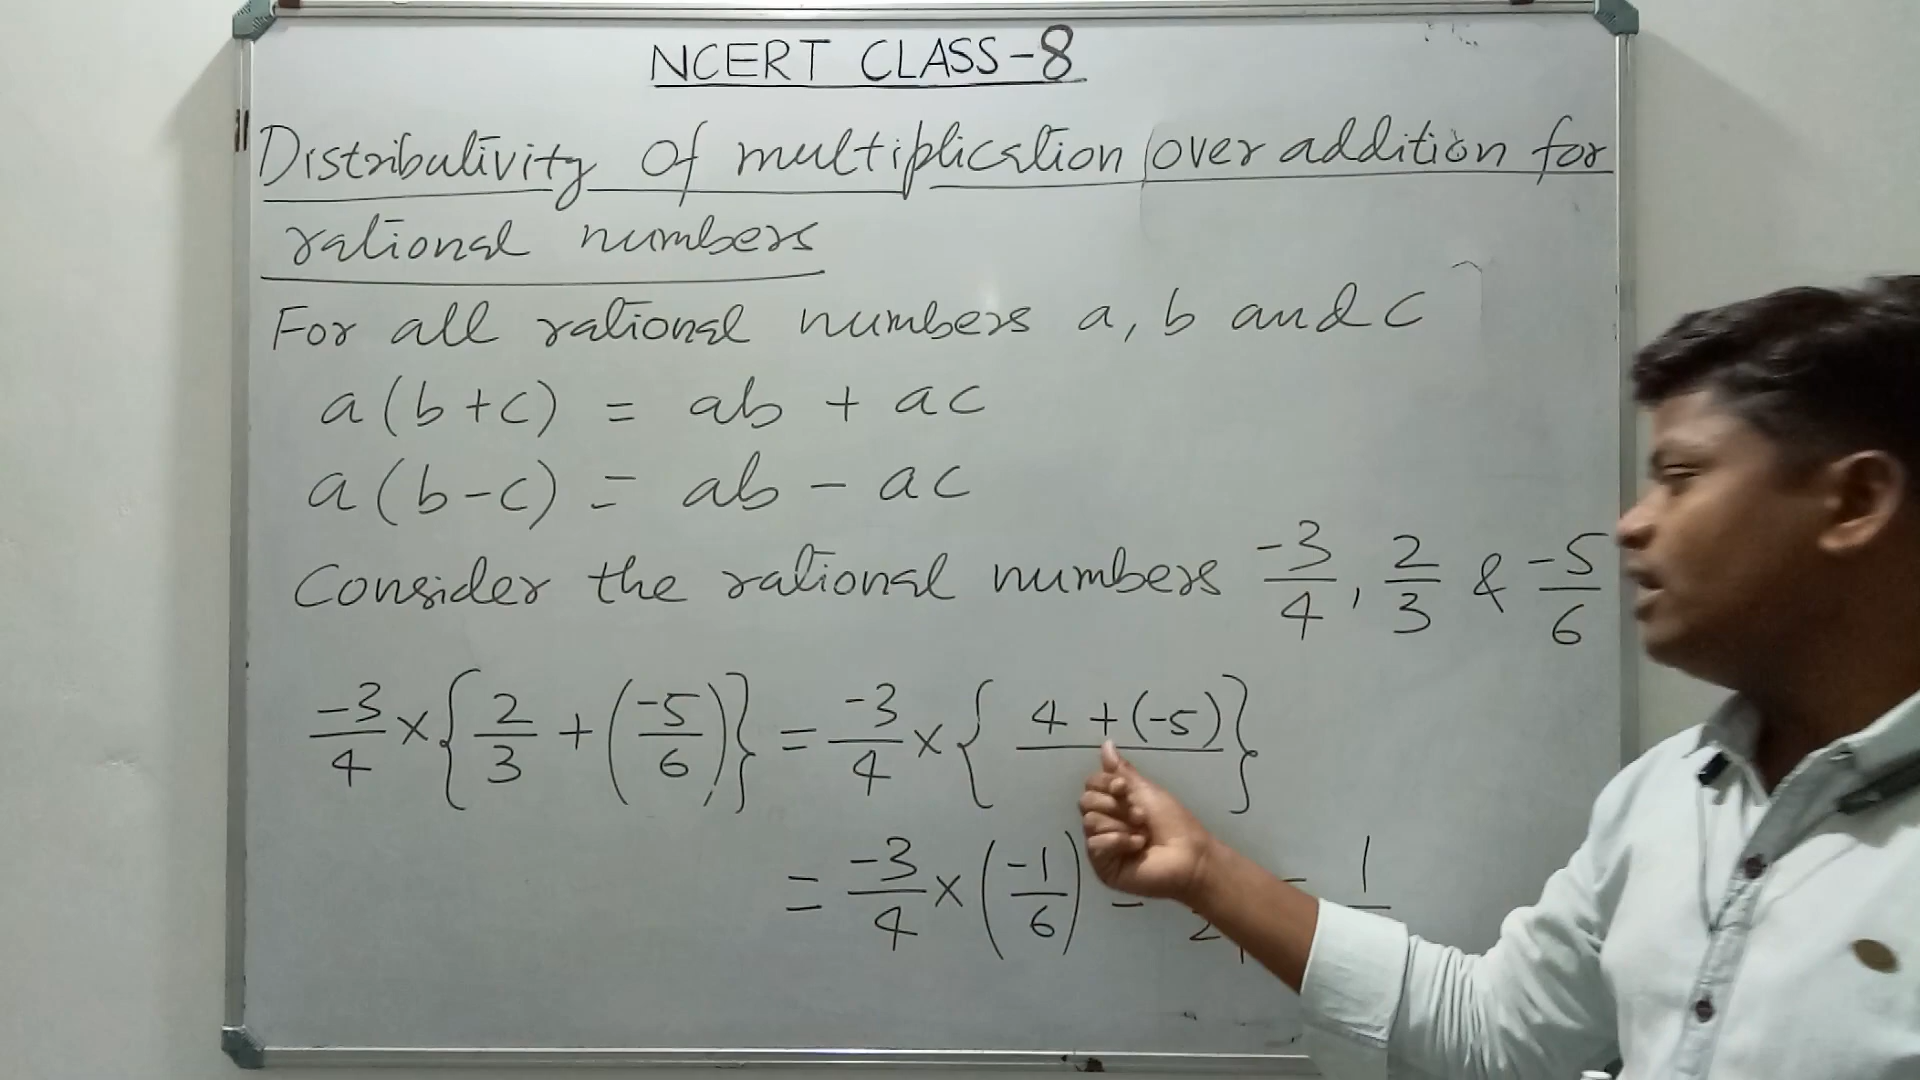 NCERT CLASS-8
Distributivity of multiplication over addition for
rational numbers
For all rational numbers a, b and c
a(b+c) = ab + ac
a(b-c) = ab - ac
Consider the rational numbers -3/4, 2/3 & -5/6
-3/4 × {2/3 + (-5/6)} = -3/4 × {4 + (-5)}
= -3/4 × (-1/6) = = 1